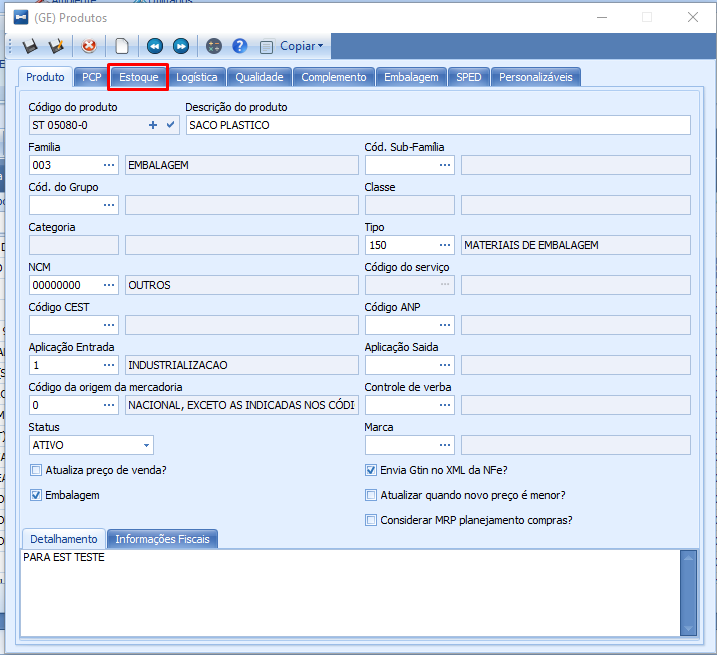 (GE) Produtos
Copiar
Produto PCP Estoque Logística Qualidade Complemento Embalagem SPED Personalizáveis
Código do produto Descrição do produto
ST 05080-0 SACO PLASTICO
Familia Cód. Sub-Família
003 ... EMBALAGEM ...
Cód. do Grupo Classe
...
Categoria Tipo
150 ... MATERIAIS DE EMBALAGEM
NCM Código do serviço
00000000 ... OUTROS ...
Código CEST Código ANP
... ...
Aplicação Entrada Aplicação Saida
1 ... INDUSTRIALIZACAO ...
Código da origem da mercadoria Controle de verba
0 ... NACIONAL, EXCETO AS INDICADAS NOS CÓDI ...
Status Marca
ATIVO ...
Atualiza preço de venda? Envia Gtin no XML da NFe?
Embalagem Atualizar quando novo preço é menor?
Considerar MRP planejamento compras?
Detalhamento Informações Fiscais
PARA EST TESTE